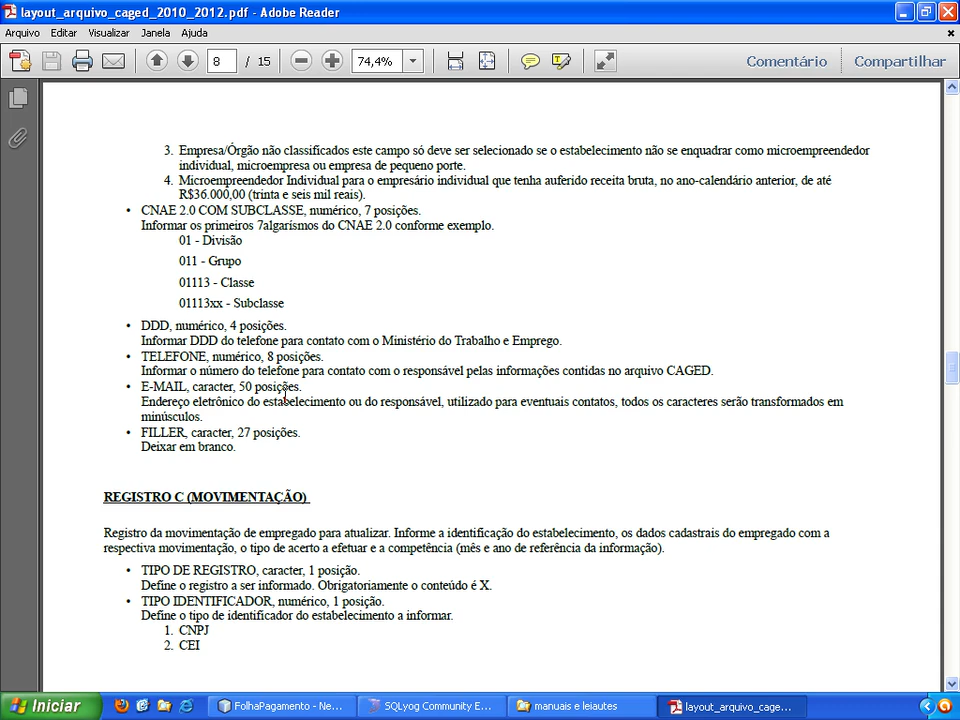 layout_arquivo_caged_2010_2012.pdf - Adobe Reader
Arquivo Editar Visualizar Janela Ajuda
8 / 15 74,4% Comentário Compartilhar
3. Empresa/Órgão não classificados este campo só deve ser selecionado se o estabelecimento não se enquadrar como microempreendedor
individual, microempresa ou empresa de pequeno porte.
4. Microempreendedor Individual para o empresário individual que tenha auferido receita bruta, no ano-calendário anterior, de até
R$36.000,00 (trinta e seis mil reais).
• CNAE 2.0 COM SUBCLASSE, numérico, 7 posições.
Informar os primeiros 7algarísmos do CNAE 2.0 conforme exemplo.
01 - Divisão
011 - Grupo
01113 - Classe
01113xx - Subclasse
• DDD, numérico, 4 posições.
Informar DDD do telefone para contato com o Ministério do Trabalho e Emprego.
• TELEFONE, numérico, 8 posições.
Informar o número do telefone para contato com o responsável pelas informações contidas no arquivo CAGED.
• E-MAIL, caracter, 50 posições.
Endereço eletrônico do estabelecimento ou do responsável, utilizado para eventuais contatos, todos os caracteres serão transformados em
minúsculos.
• FILLER, caracter, 27 posições.
Deixar em branco.
REGISTRO C (MOVIMENTAÇÃO)
Registro da movimentação de empregado para atualizar. Informe a identificação do estabelecimento, os dados cadastrais do empregado com a
respectiva movimentação, o tipo de acerto a efetuar e a competência (mês e ano de referência da informação).
• TIPO DE REGISTRO, caracter, 1 posição.
Define o registro a ser informado. Obrigatoriamente o conteúdo é X.
• TIPO IDENTIFICADOR, numérico, 1 posição.
Define o tipo de identificador do estabelecimento a informar.
1. CNPJ
2. CEI
Iniciar FolhaPagamento - Ne... SQLyog Community E... manuais e leiautes layout_arquivo_cage...